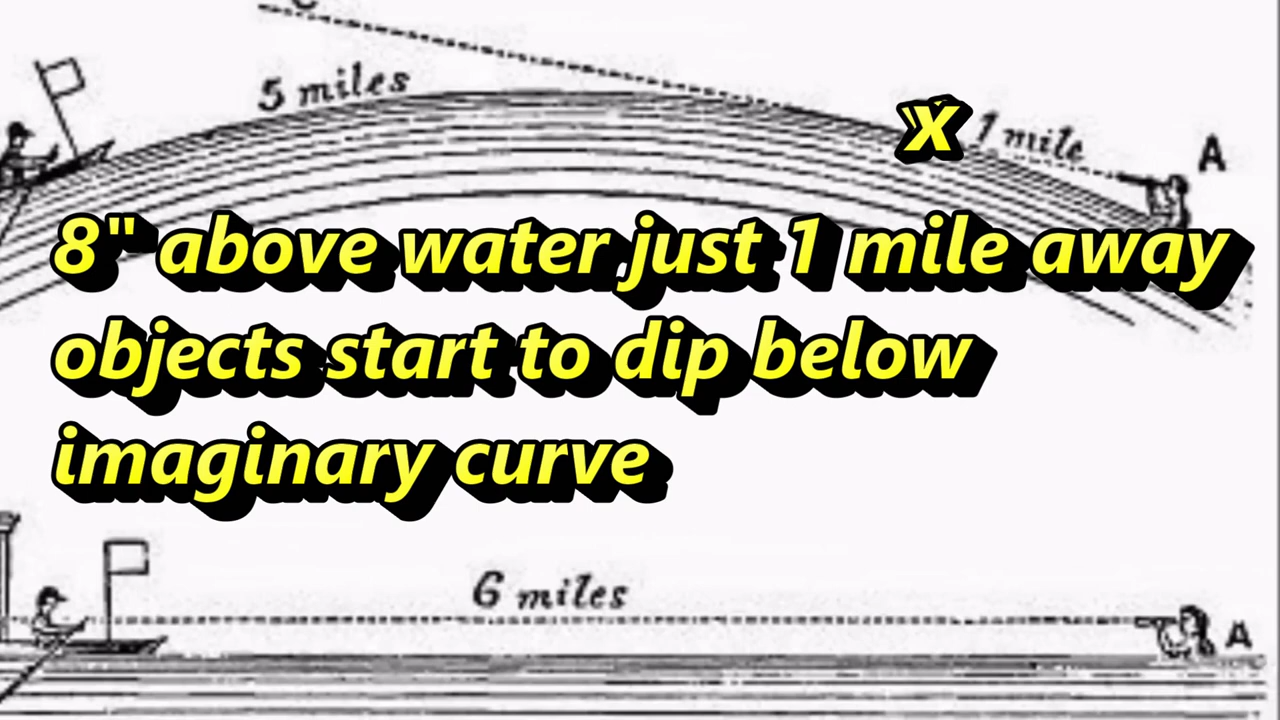 5 miles
x
1 mile
A
8" above water just 1 mile away
objects start to dip below
imaginary curve
6 miles
A